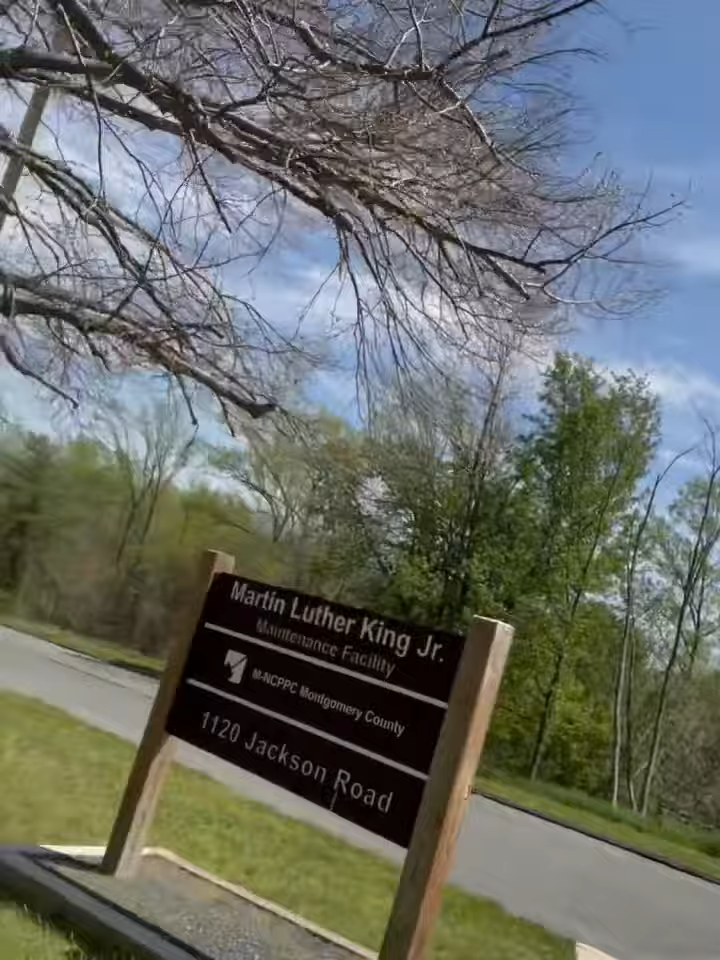 Martin Luther King Jr.
Maintenance Facility
M-NCPPC Montgomery County
1120 Jackson Road